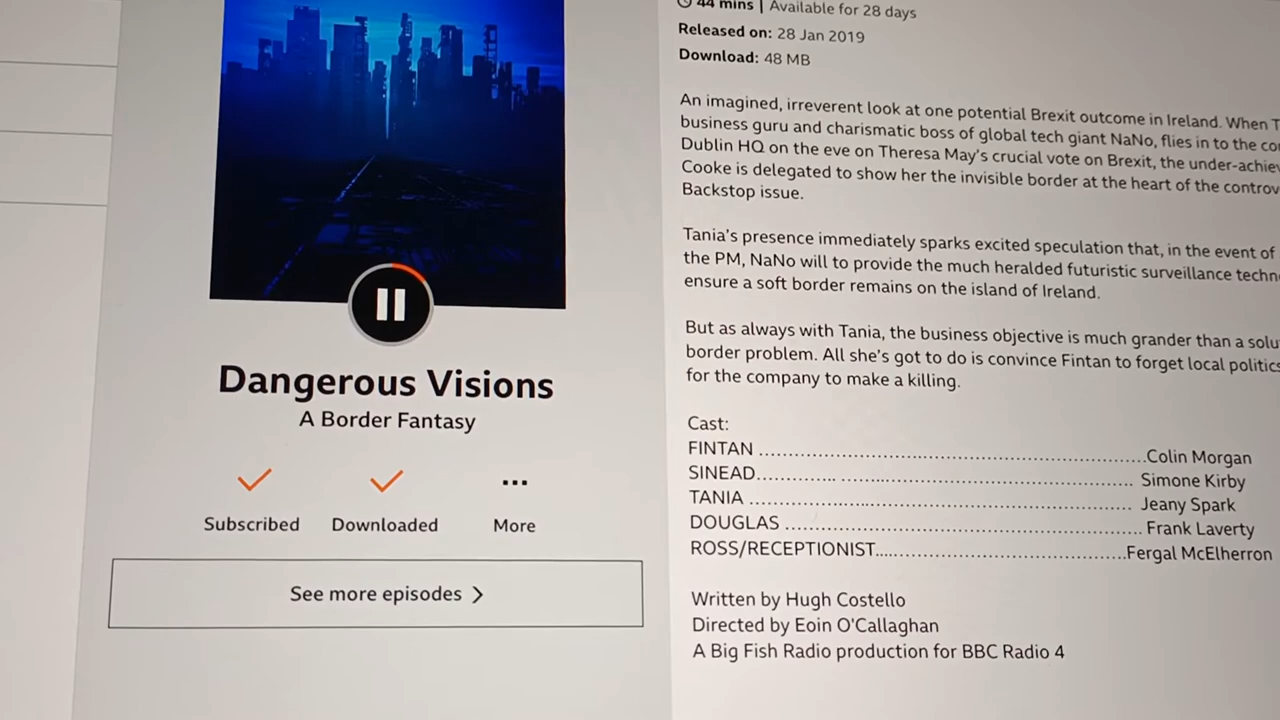 Dangerous Visions
A Border Fantasy
Subscribed
Downloaded
...
More
See more episodes >
44 mins | Available for 28 days
Released on: 28 Jan 2019
Download: 48 MB
An imagined, irreverent look at one potential Brexit outcome in Ireland. When
business guru and charismatic boss of global tech giant NaNo, flies in to the
Dublin HQ on the eve on Theresa May's crucial vote on Brexit, the
Cooke is delegated to show her the invisible border at the heart of the
Backstop issue.
Tania's presence immediately sparks excited speculation that, in the event of
the PM, NaNo will to provide the much heralded futuristic surveillance
ensure a soft border remains on the island of Ireland.
But as always with Tania, the business objective is much grander than a
border problem. All she's got to do is convince Fintan to forget local
for the company to make a killing.
Cast:
FINTAN ........................................................................Colin Morgan
SINEAD.............. ...................................................... Simone Kirby
TANIA ...................................................................... Jeany Spark
DOUGLAS .................................................................. Frank Laverty
ROSS/RECEPTIONIST..............................................Fergal McElherron
Written by Hugh Costello
Directed by Eoin O'Callaghan
A Big Fish Radio production for BBC Radio 4